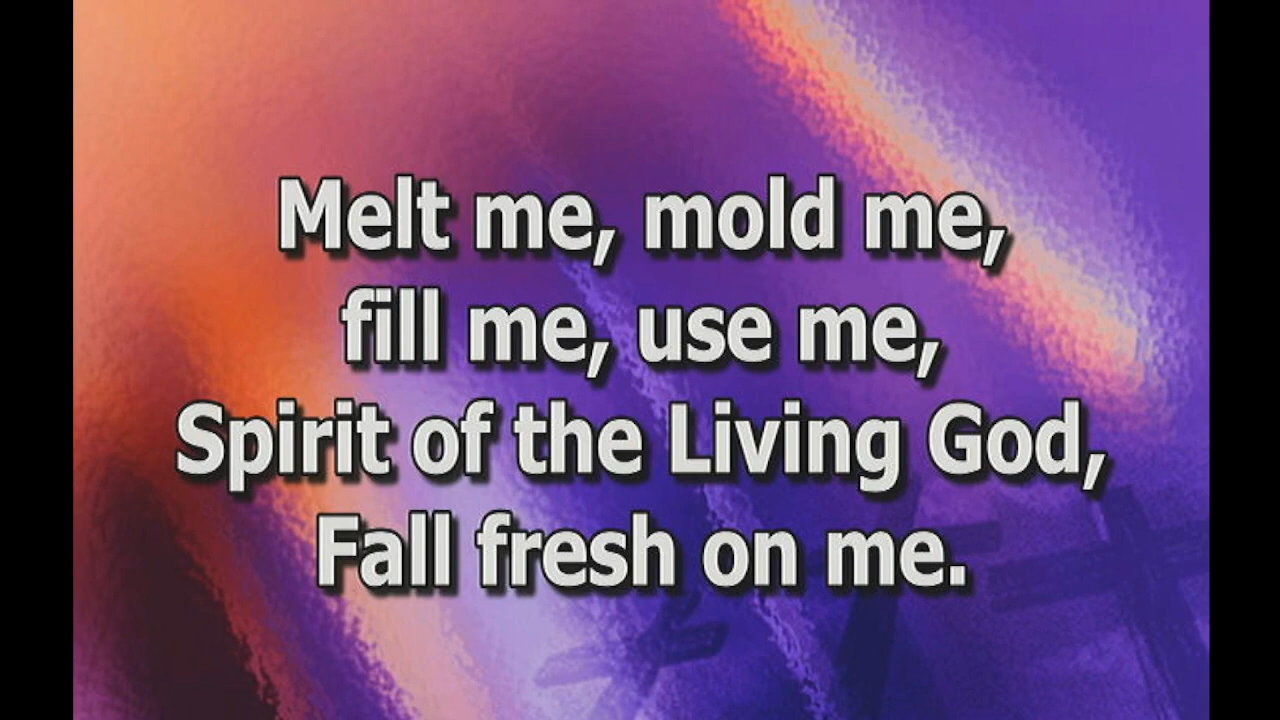 Melt me, mold me,
fill me, use me,
Spirit of the Living God,
Fall fresh on me.